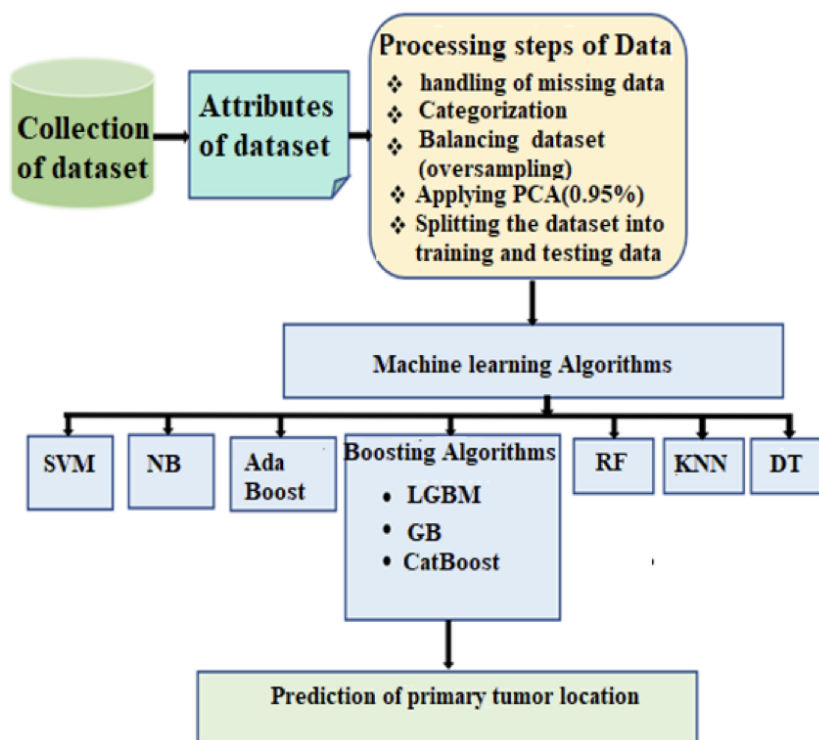 Collection
of dataset
Attributes
of dataset
Processing steps of Data
❖ handling of missing data
❖ Categorization
❖ Balancing dataset
(oversampling)
❖ Applying PCA(0.95%)
❖ Splitting the dataset into
training and testing data
Machine learning Algorithms
SVM
NB
Ada
Boost
Boosting Algorithms
• LGBM
• GB
• CatBoost
RF
KNN
DT
Prediction of primary tumor location